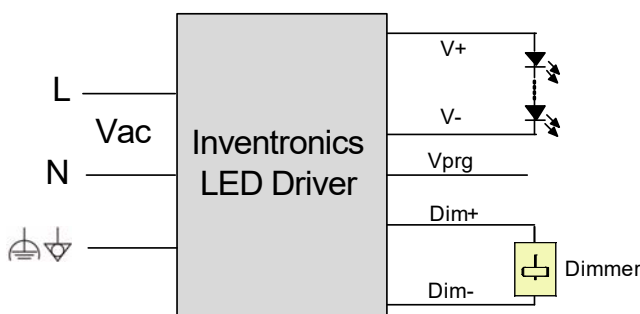 L
Vac
N
Inventronics
LED Driver
V+
V-
Vprg
Dim+
Dim-
Dimmer